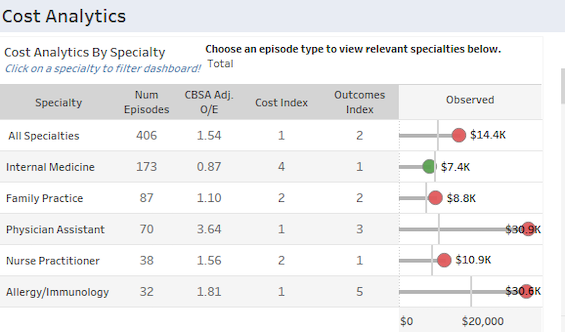 Cost Analytics
Cost Analytics By Specialty
Click on a specialty to filter dashboard!
Choose an episode type to view relevant specialties below.
Total
Specialty Num Episodes CBSA Adj. O/E Cost Index Outcomes Index Observed
All Specialties 406 1.54 1 2 $14.4K
Internal Medicine 173 0.87 4 1 $7.4K
Family Practice 87 1.10 2 2 $8.8K
Physician Assistant 70 3.64 1 3 $30.9K
Nurse Practitioner 38 1.56 2 1 $10.9K
Allergy/Immunology 32 1.81 1 5 $30.6K
$0 $20,000